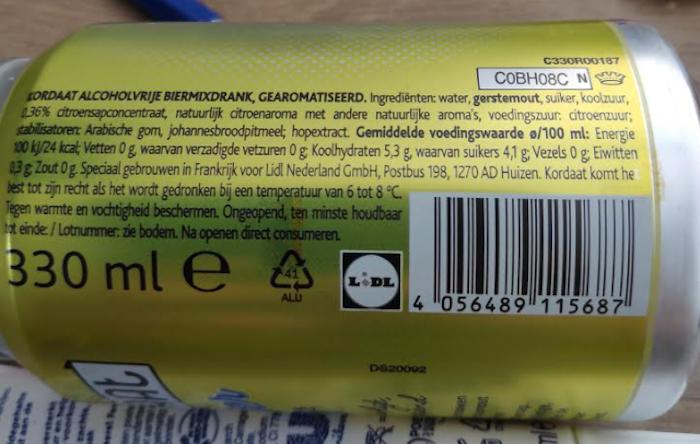 C330R00187
C0BH08C N
KORDAAT ALCOHOLVRIJE BIERMIXDRANK, GEAROMATISEERD. Ingrediënten: water, gerstemout, suiker, koolzuur,
0,36% citroensapconcentraat, natuurlijk citroenaroma met andere natuurlijke aroma's, voedingszuur: citroenzuur;
stabilisatoren: Arabische gom, johannesbroodpitmeel; hopextract. Gemiddelde voedingswaarde ø/100 ml: Energie
100 kJ/24 kcal; Vetten 0 g, waarvan verzadigde vetzuren 0 g; Koolhydraten 5,3 g, waarvan suikers 4,1 g; Vezels 0 g; Eiwitten
0,3 g; Zout 0 g. Speciaal gebrouwen in Frankrijk voor Lidl Nederland GmbH, Postbus 198, 1270 AD Huizen. Kordaat komt he
best tot zijn recht als het wordt gedronken bij een temperatuur van 6 tot 8 °C.
Tegen warmte en vochtigheid beschermen. Ongeopend, ten minste houdbaar
tot einde: / Lotnummer: zie bodem. Na openen direct consumeren.
330 ml e
41
ALU
LIDL
4 056489 115687
DS20092